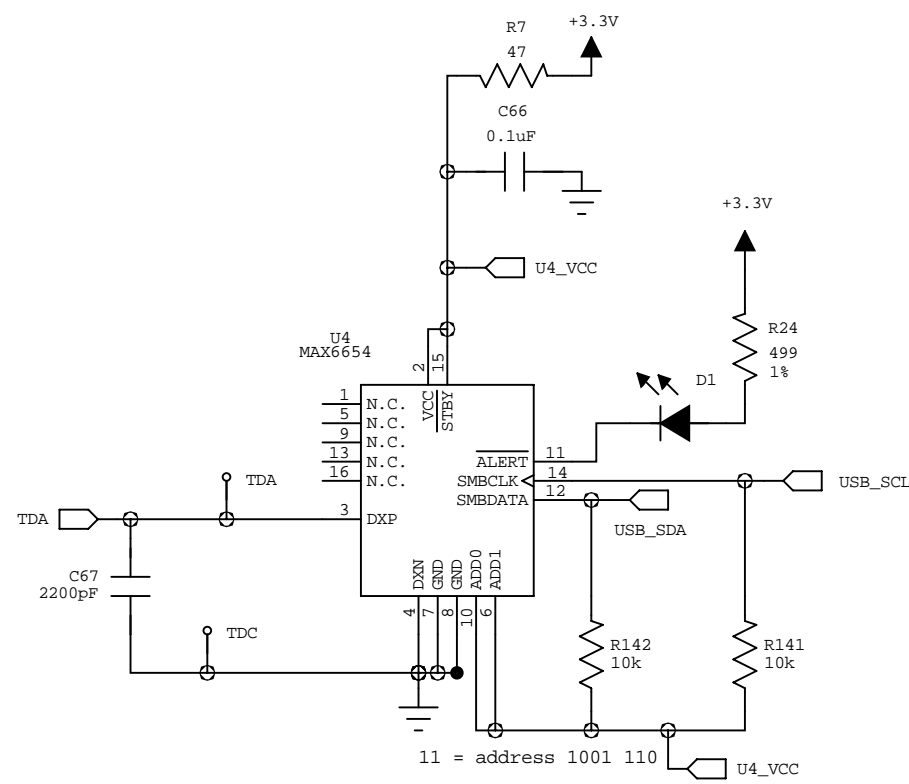 +3.3V
R7
47
C66
0.1uF
+3.3V
U4_VCC
U4
MAX6654
R24
499
1%
D1
2
15
VCC
STBY
1
N.C.
5
N.C.
9
N.C.
13
N.C.
16
N.C.
ALERT
11
SMBCLK
14
SMBDATA
12
USB_SCL
USB_SDA
TDA
TDA
3
DXP
C67
2200pF
DXN
GND
GND
ADD0
ADD1
4
7
8
10
6
TDC
R142
10k
R141
10k
11 = address 1001 110
U4_VCC